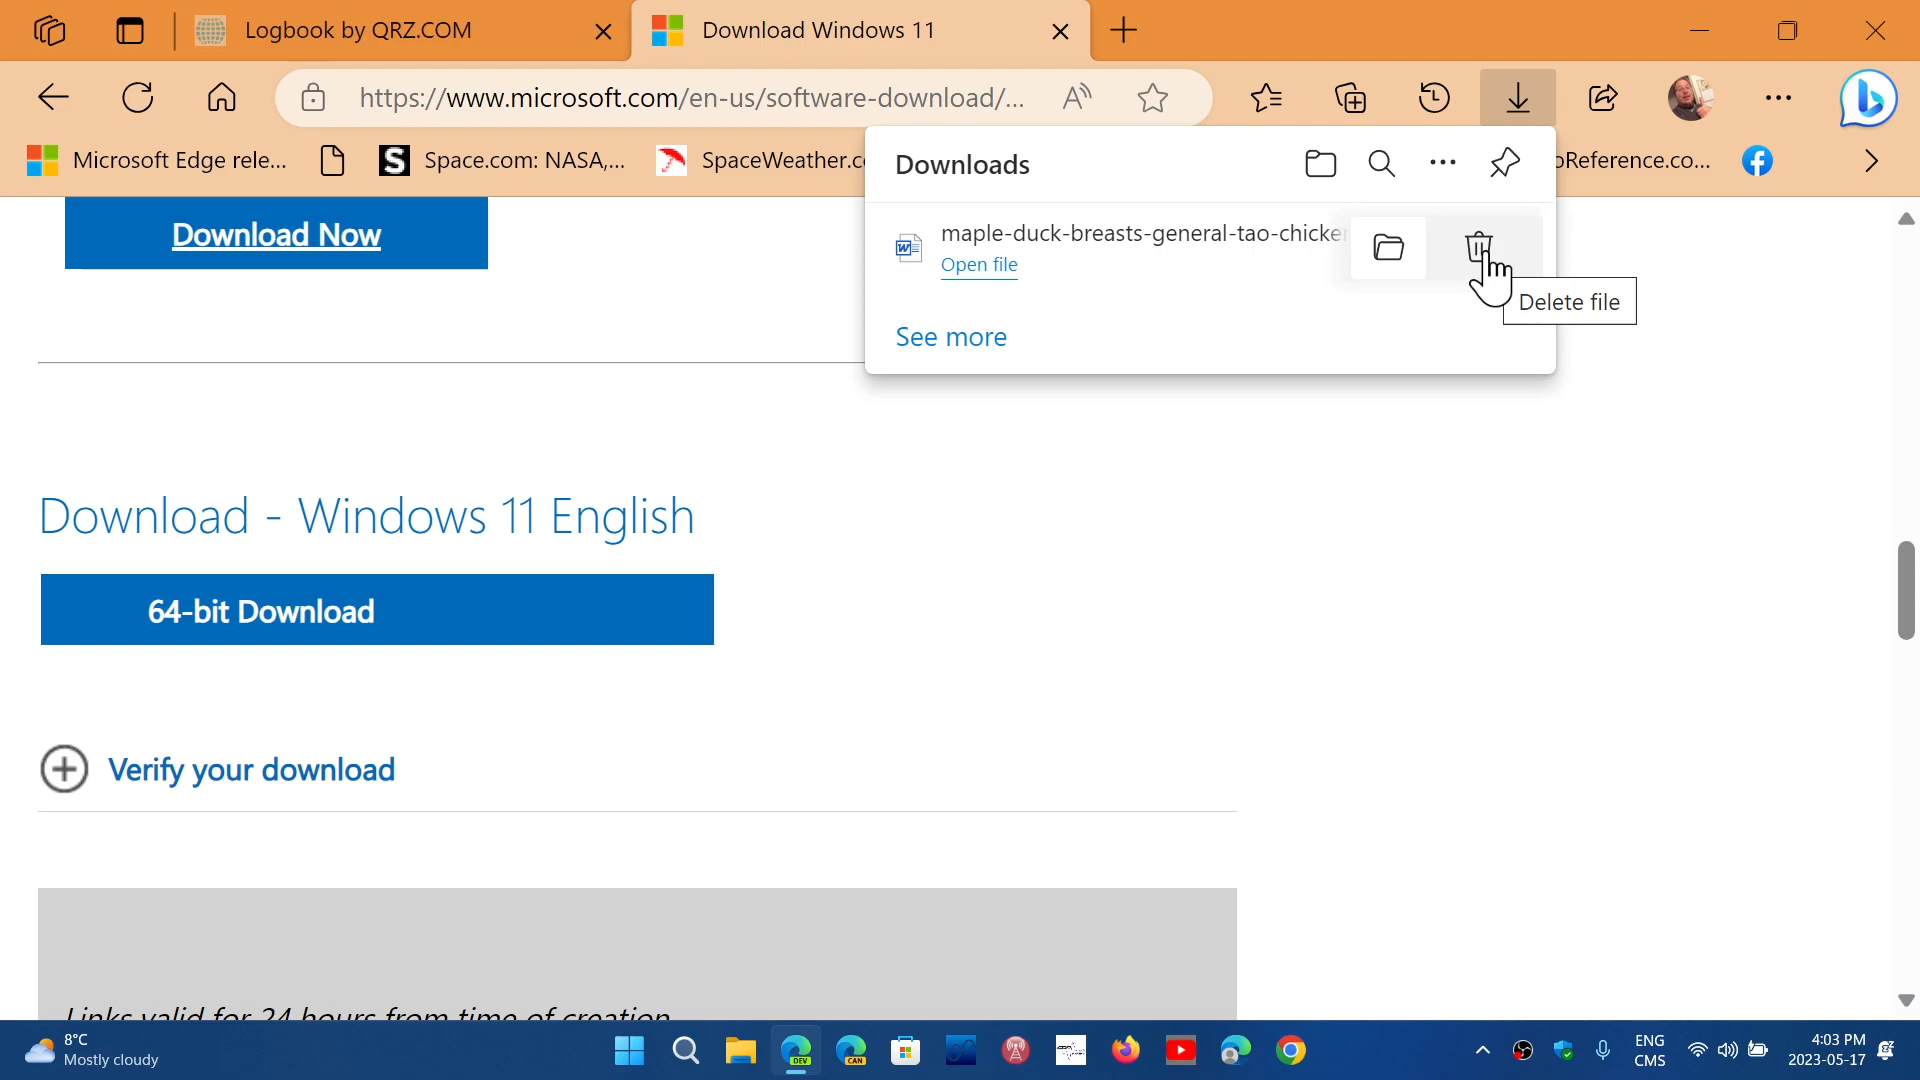 Logbook by QRZ.COM
Download Windows 11
https://www.microsoft.com/en-us/software-download/...
Microsoft Edge rele...
S
Space.com: NASA,...
SpaceWeather.c
Reference.co...
Downloads
maple-duck-breasts-general-tao-chicke
Open file
Delete file
See more
Download Now
Download - Windows 11 English
64-bit Download
Verify your download
Links valid for 24 hours from time of creation
8°C
Mostly cloudy
DEV
CAN
ENG
CMS
4:03 PM
2023-05-17